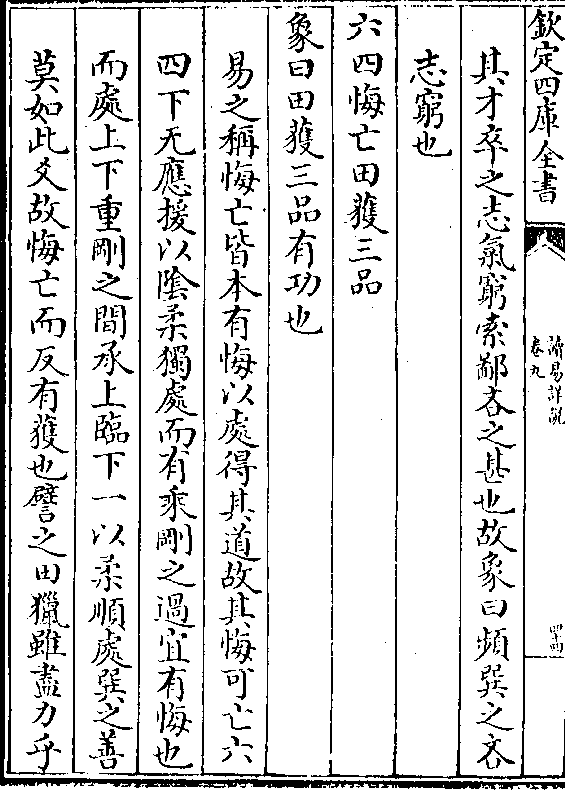 欽定四庫全書
讀易詳說
卷九
四十四
其才卒之志氣窮索鄙吝之甚也故象曰頻巽之吝
志窮也
六四悔亡田獲三品
象曰田獲三品有功也
易之稱悔亡皆本有悔以處得其道故其悔可亡六
四下无應援以陰柔獨處而有乘剛之過宜有悔也
而處上下重剛之間承上臨下一以柔順處巽之善
莫如此爻故悔亡而反有獲也譬之田獵雖盡力乎